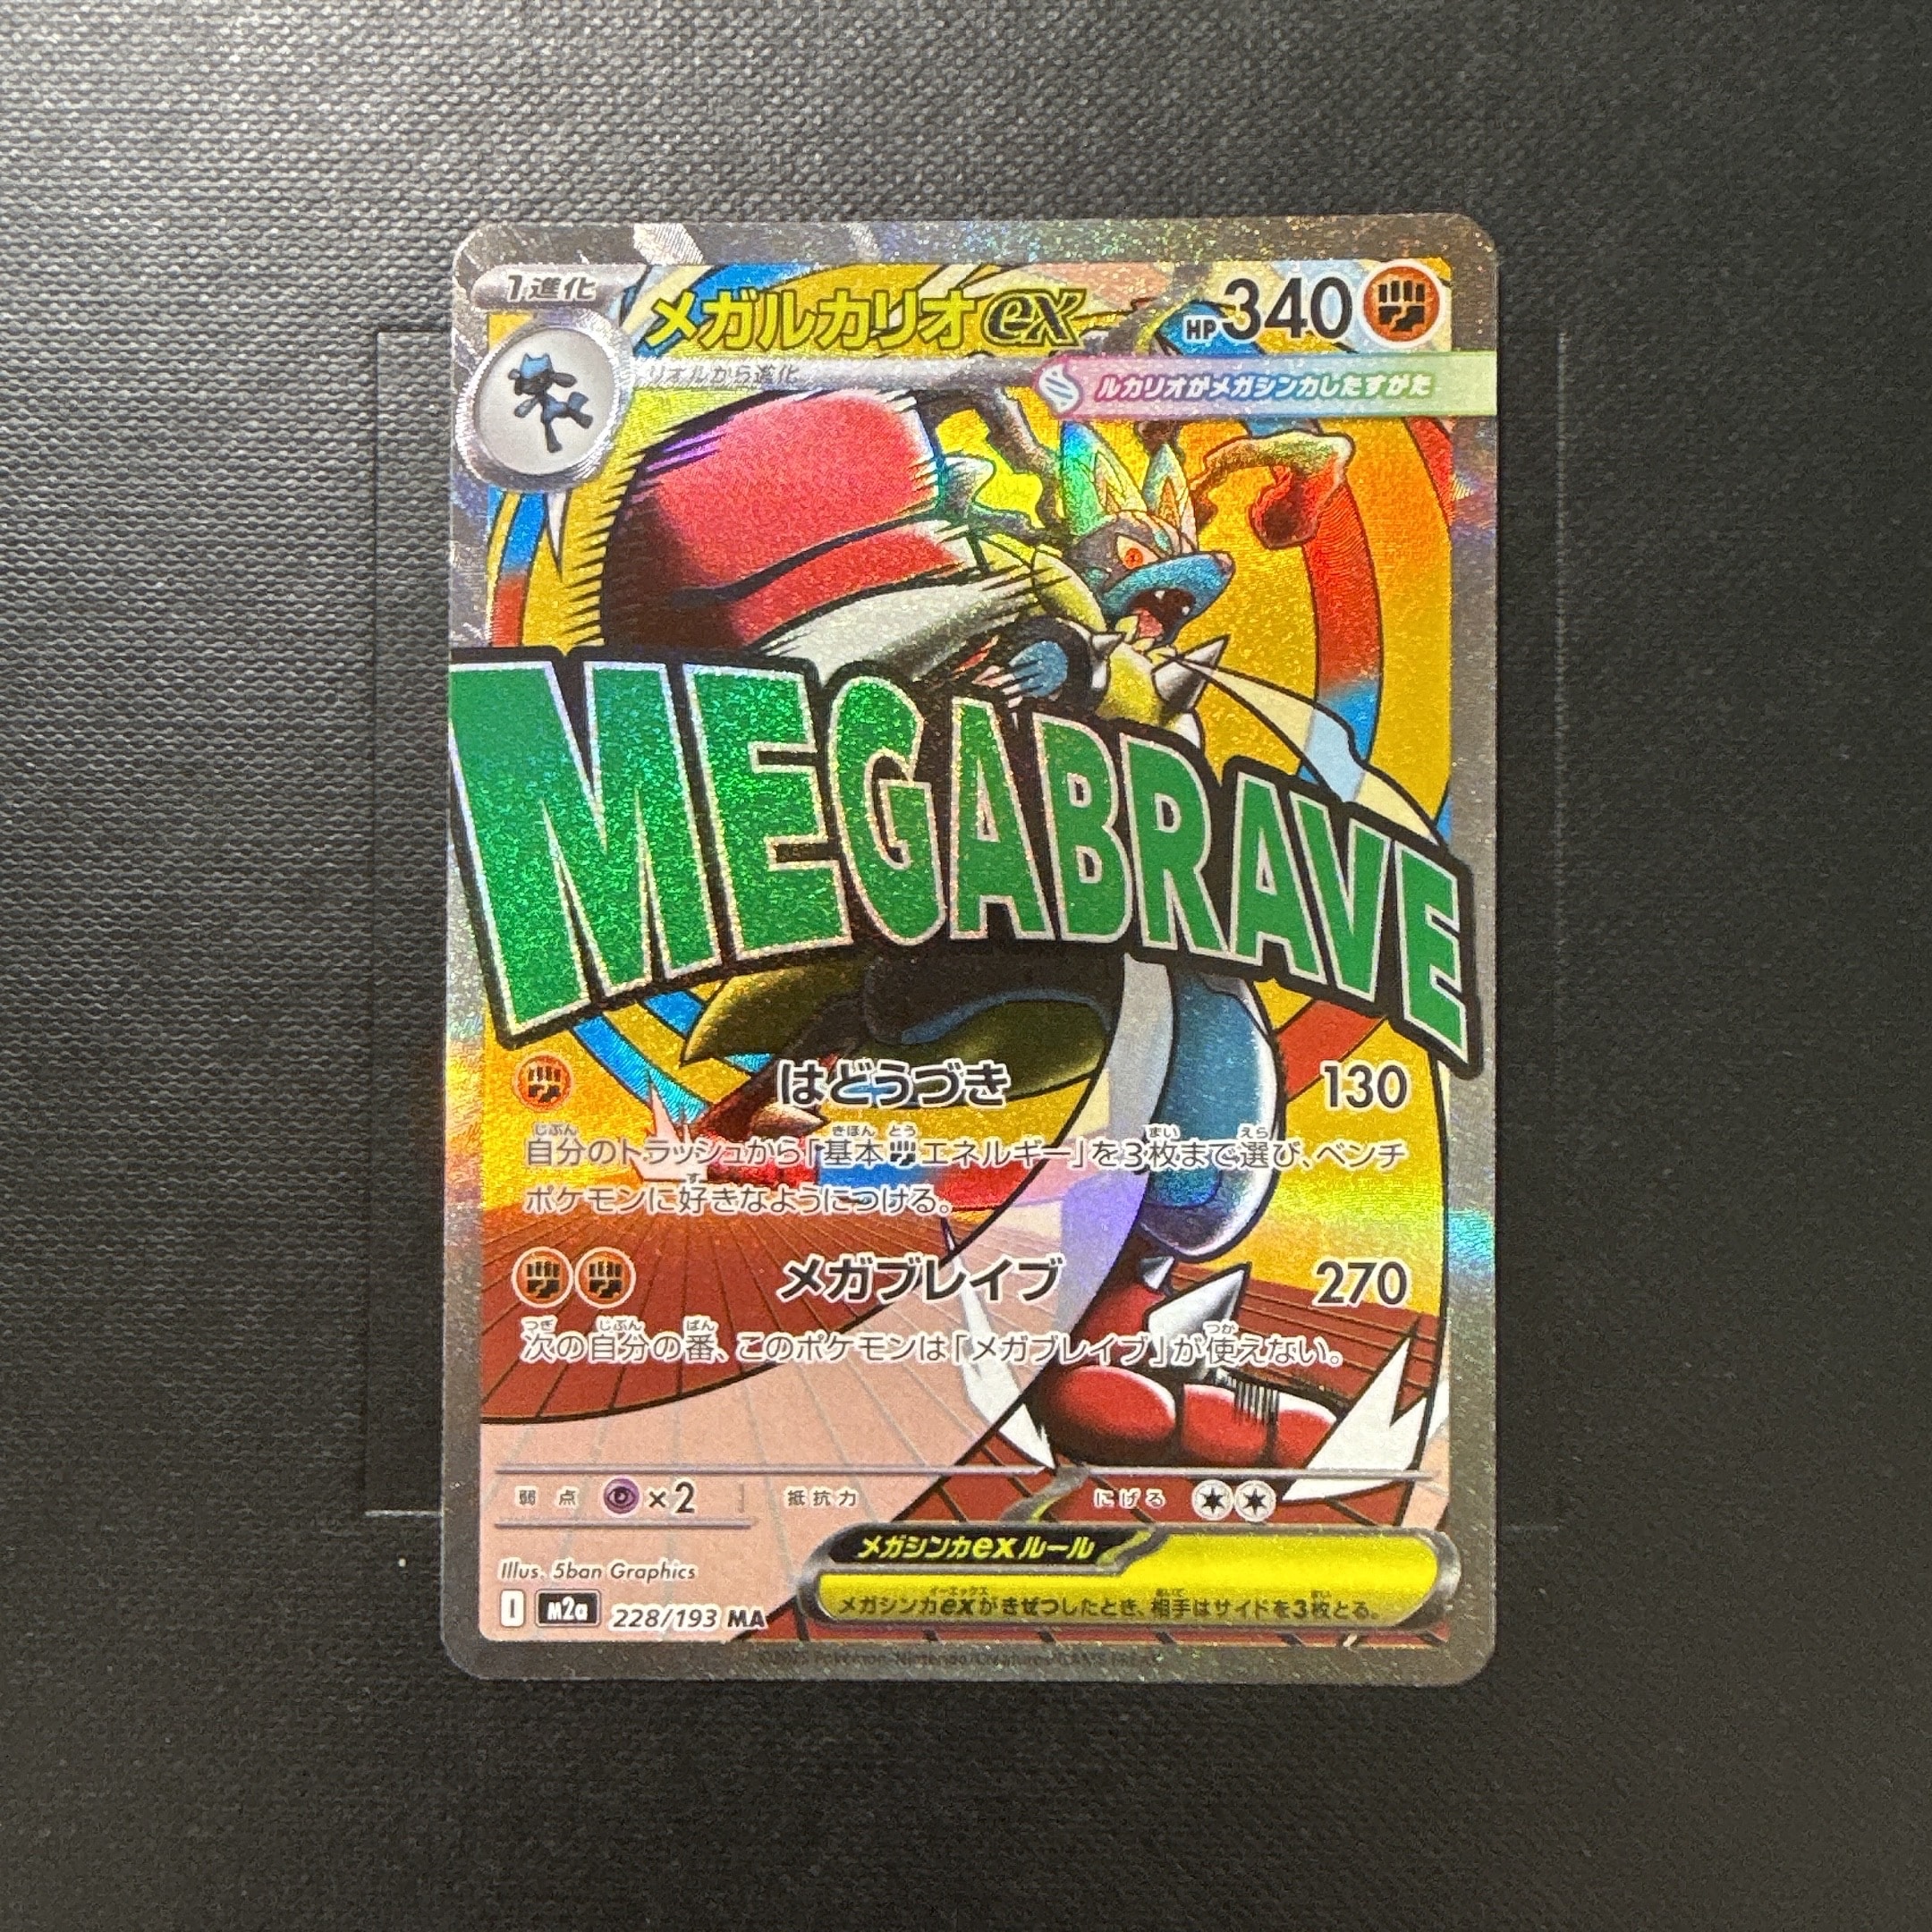 1進化
メガルカリオex
HP340
リオルから進化
ルカリオがメガシンカしたすがた
MEGABRAVE
はどうづき 130
自分のトラッシュから「基本エネルギー」を3枚まで選び、ベンチ
ポケモンに好きなようにつける。
メガブレイブ 270
次の自分の番、このポケモンは「メガブレイブ」が使えない。
弱点 ×2 抵抗力 にげる
メガシンカexルール
メガシンカexがきぜつしたとき、相手はサイドを3枚とる。
Illus. 5ban Graphics
I m2a 228/193 MA
©2025 Pokémon/Nintendo/Creatures/GAME FREAK